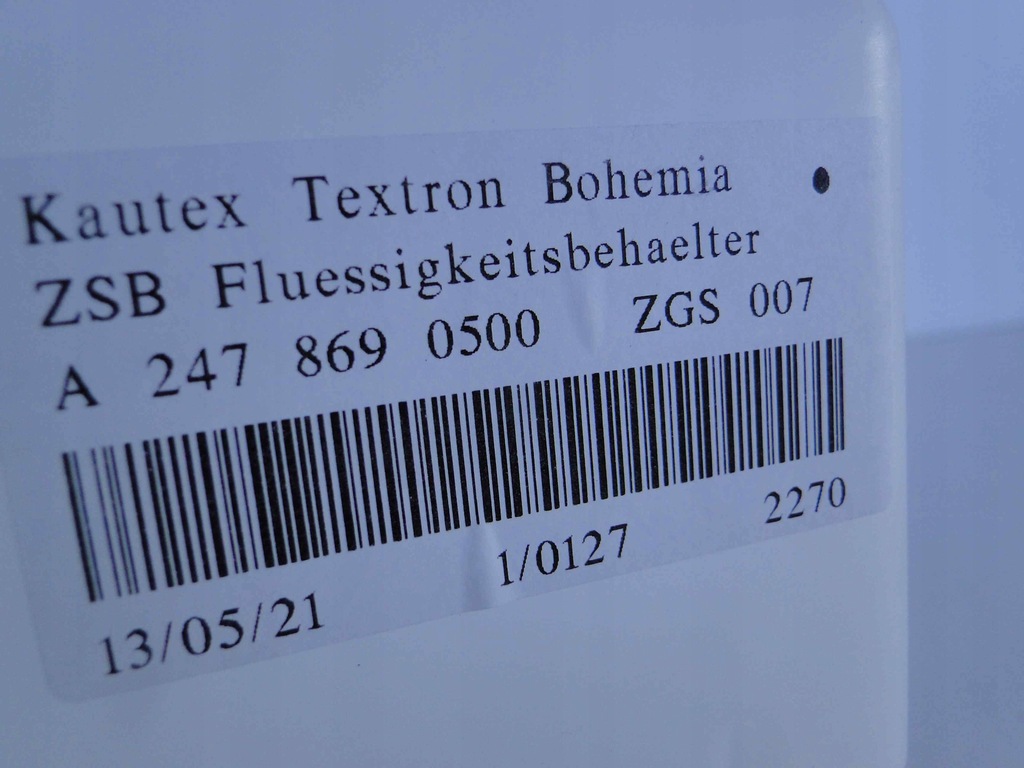 Kautex Textron Bohemia
ZSB Fluessigkeitsbehaelter
A 247 869 0500 ZGS 007
13/05/21 1/0127 2270